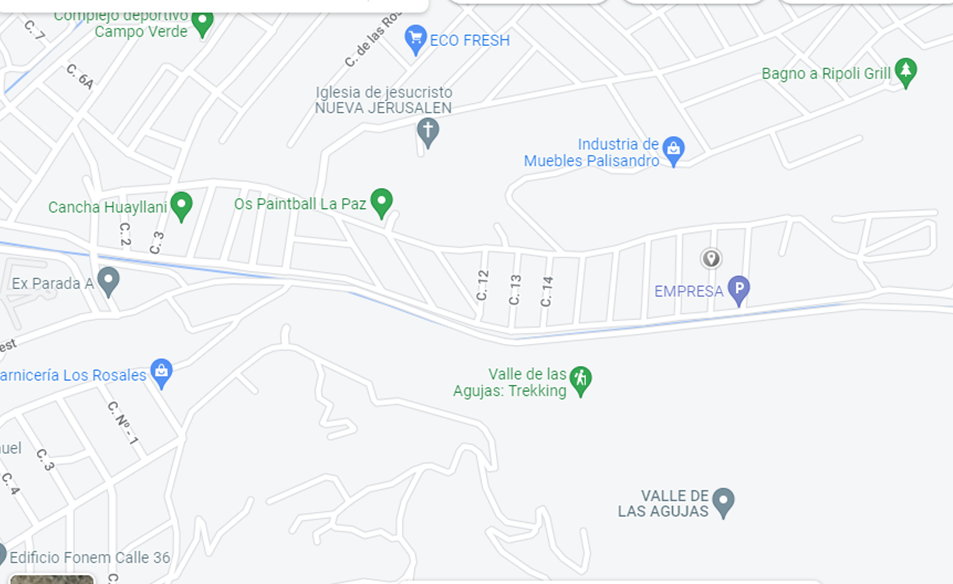 Complejo deportivo
Campo Verde
C. 7
C. 6A
C. de las Ros
ECO FRESH
Bagno a Ripoli Grill
Iglesia de jesucristo
NUEVA JERUSALEN
Industria de
Muebles Palisandro
Cancha Huayllani
Os Paintball La Paz
C. 2
C. 3
Ex Parada A
C. 12
C. 13
C. 14
EMPRESA
P
est
arnicería Los Rosales
Valle de las
Agujas: Trekking
C. Nº - 1
uel
C. 3
C. 4
VALLE DE
LAS AGUJAS
Edificio Fonem Calle 36
C.